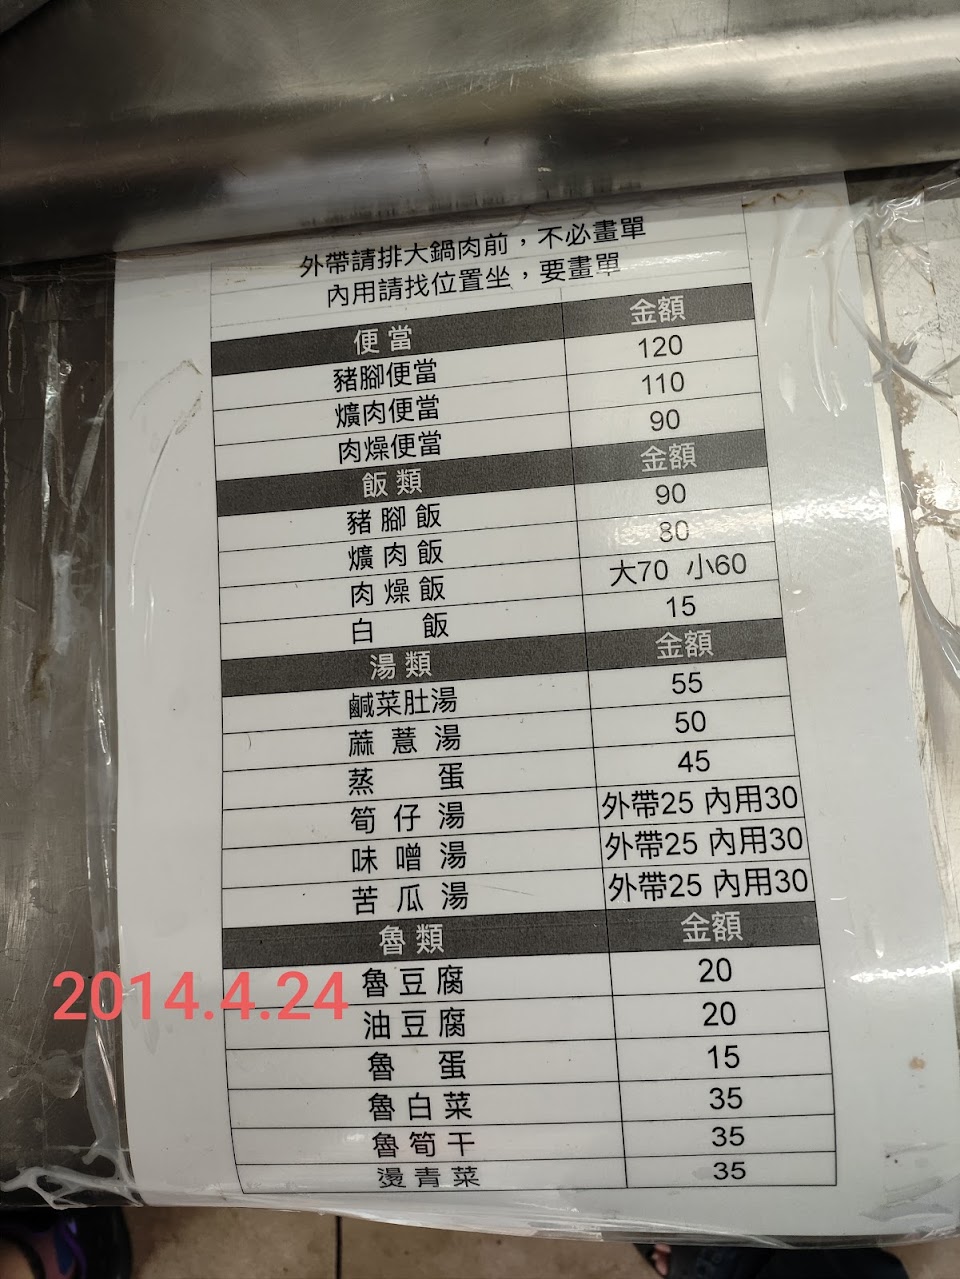 外帶請排大鍋肉前，不必畫單
內用請找位置坐，要畫單
便當 金額
豬腳便當 120
爌肉便當 110
肉燥便當 90
飯類 金額
豬腳飯 90
爌肉飯 80
肉燥飯 大70 小60
白飯 15
湯類 金額
鹹菜肚湯 55
蔴薏湯 50
蒸蛋 45
筍仔湯 外帶25 內用30
味噌湯 外帶25 內用30
苦瓜湯 外帶25 內用30
魯類 金額
魯豆腐 20
2014.4.24
油豆腐 20
魯蛋 15
魯白菜 35
魯筍干 35
燙青菜 35